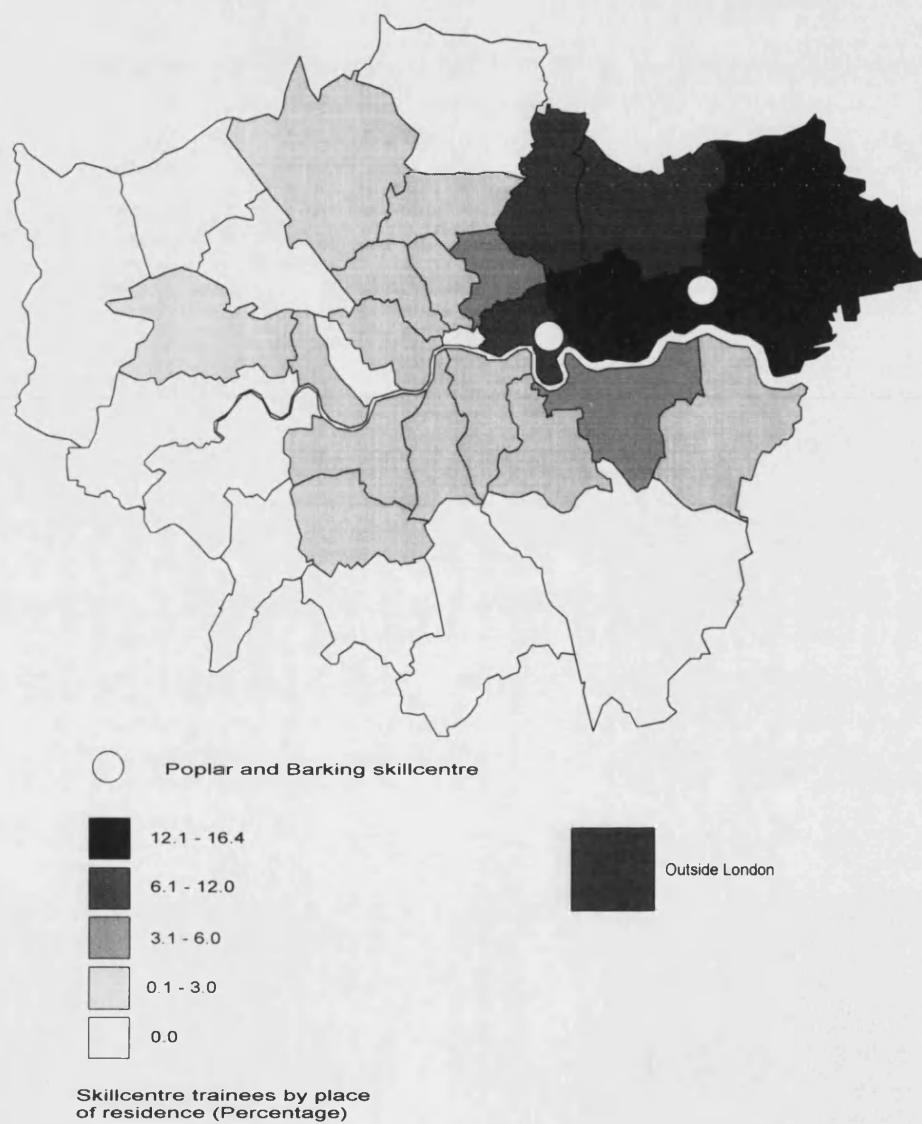 Poplar and Barking skillcentre
12.1 - 16.4
6.1 - 12.0
3.1 - 6.0
0.1 - 3.0
0.0
Outside London
Skillcentre trainees by place
of residence (Percentage)